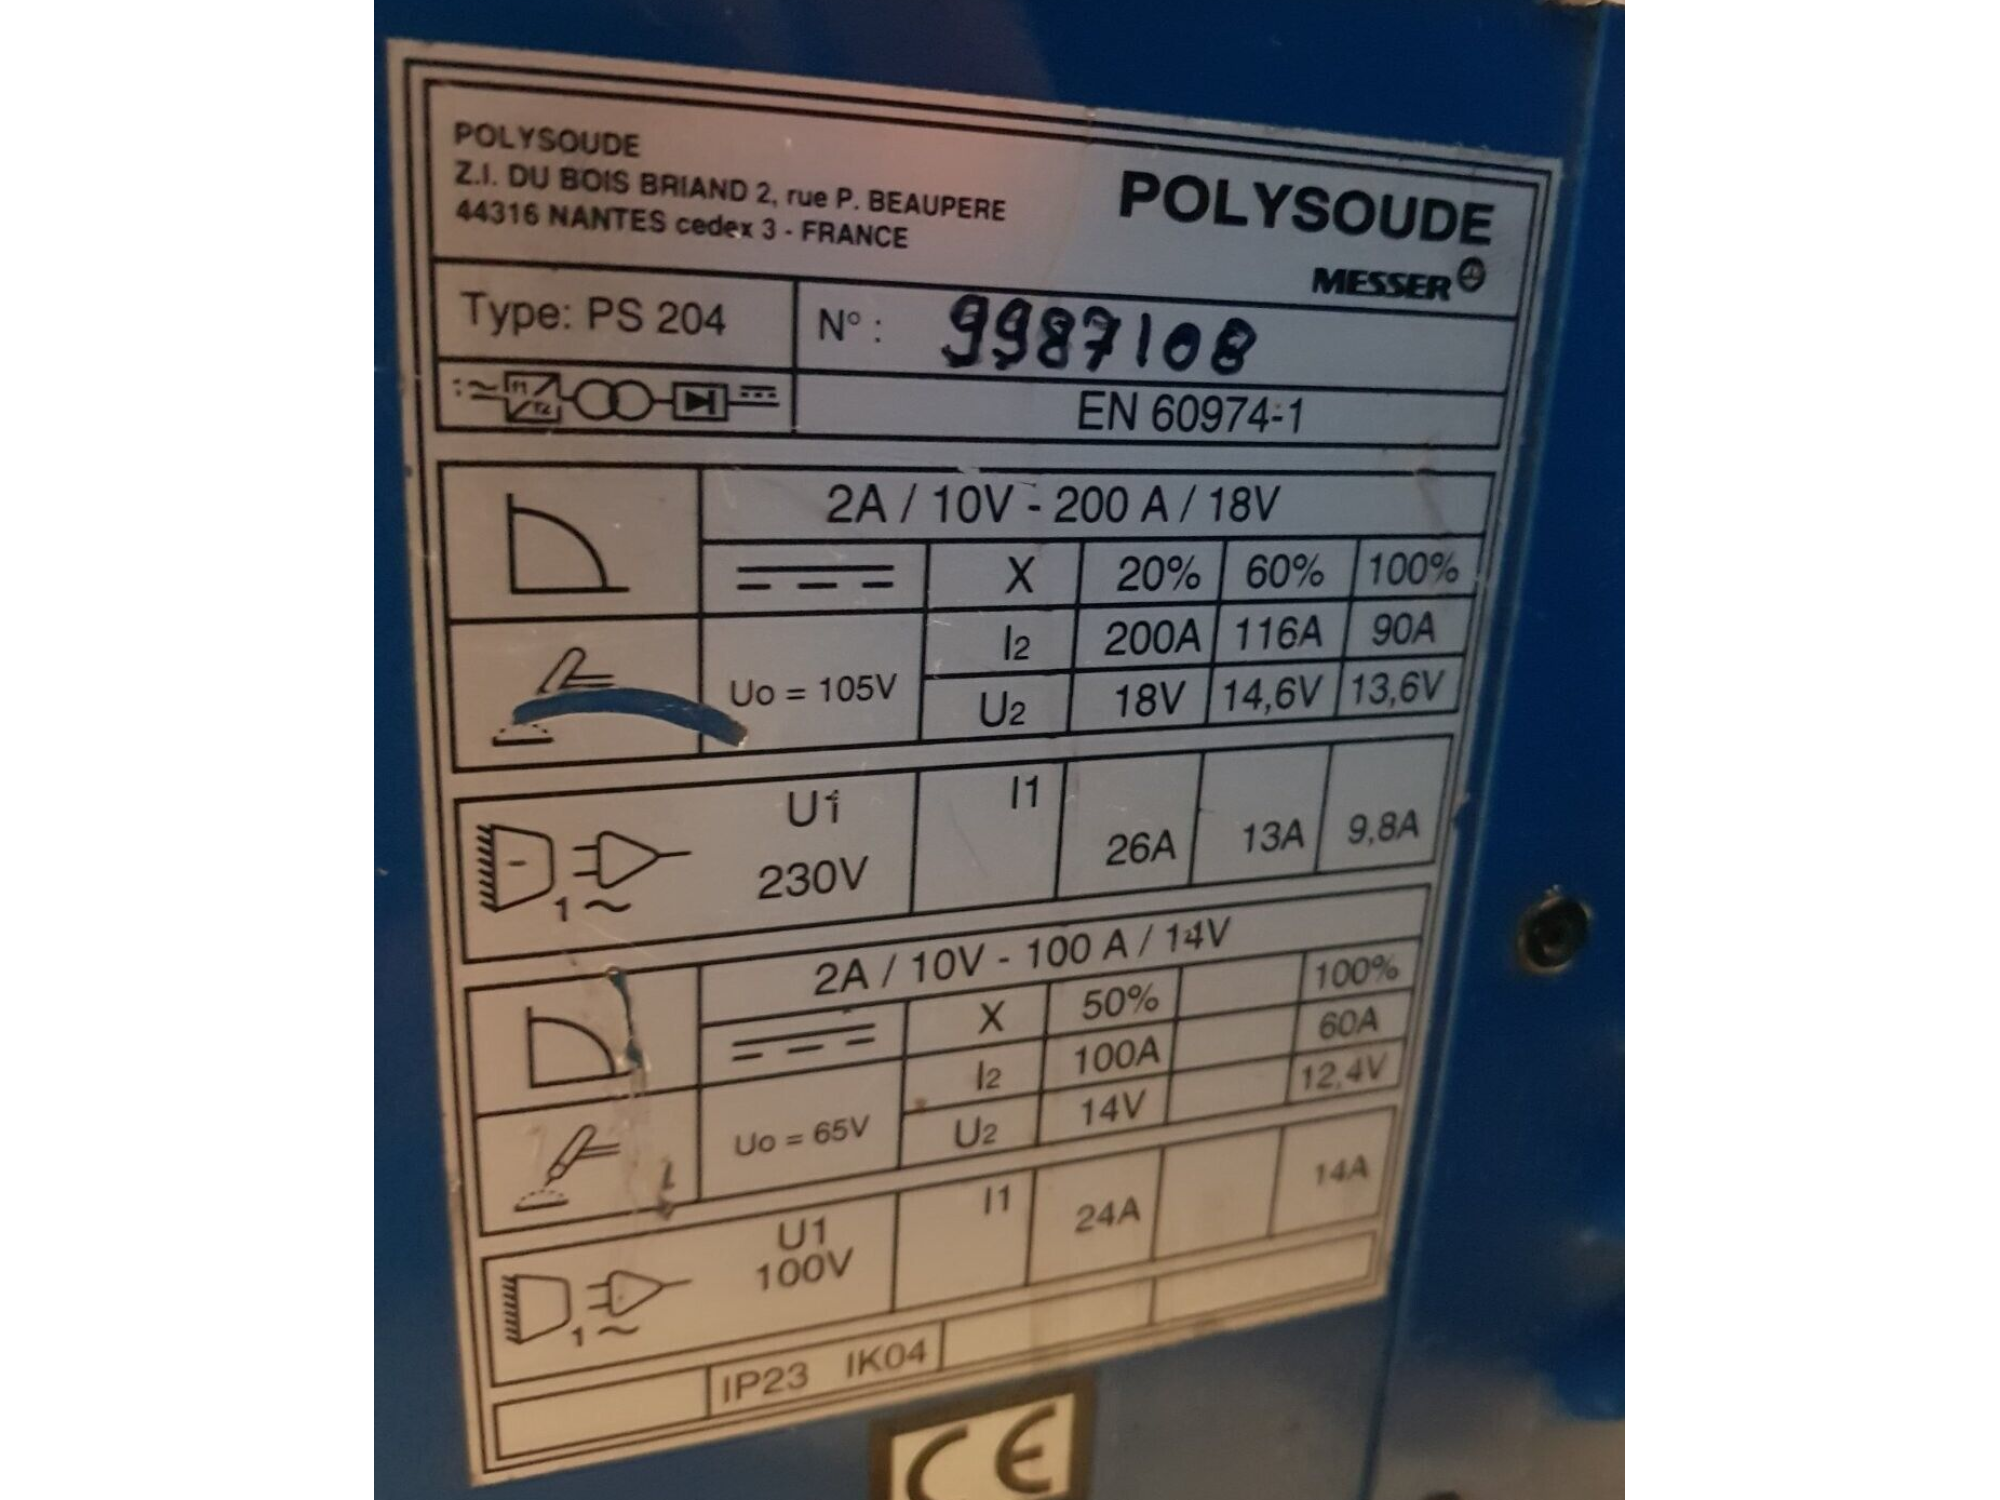 POLYSOUDE
Z.I. DU BOIS BRIAND 2, rue P. BEAUPERE
44316 NANTES cedex 3 - FRANCE
POLYSOUDE
MESSER
Type: PS 204
N° : 9987108
EN 60974-1
2A / 10V - 200 A / 18V
X 20% 60% 100%
I2 200A 116A 90A
Uo = 105V
U2 18V 14,6V 13,6V
U1 I1
230V 26A 13A 9,8A
1
2A / 10V - 100 A / 14V
X 50% 100%
I2 100A 60A
Uo = 65V
U2 14V 12,4V
U1 I1
100V 24A 14A
1
IP23 IK04
CE